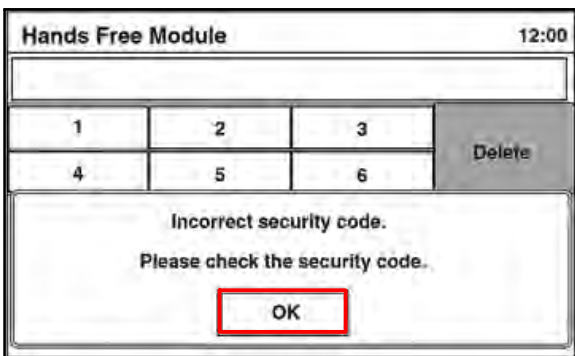 Hands Free Module 12:00
1 2 3
Delete
4 5 6
Incorrect security code.
Please check the security code.
OK